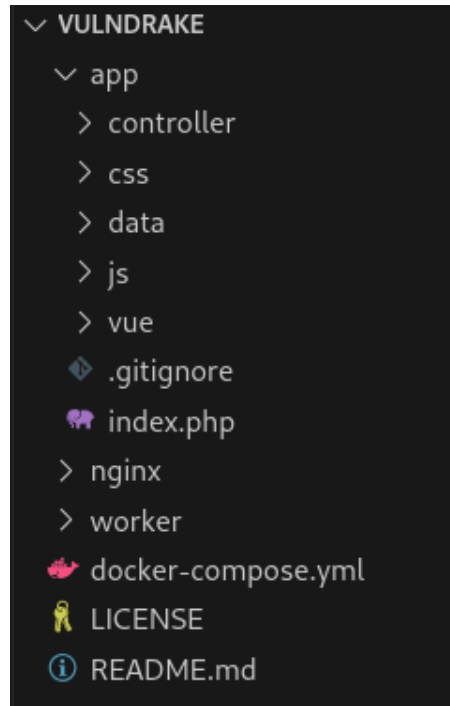 VULNDRAKE
app
controller
css
data
js
vue
.gitignore
index.php
nginx
worker
docker-compose.yml
LICENSE
README.md